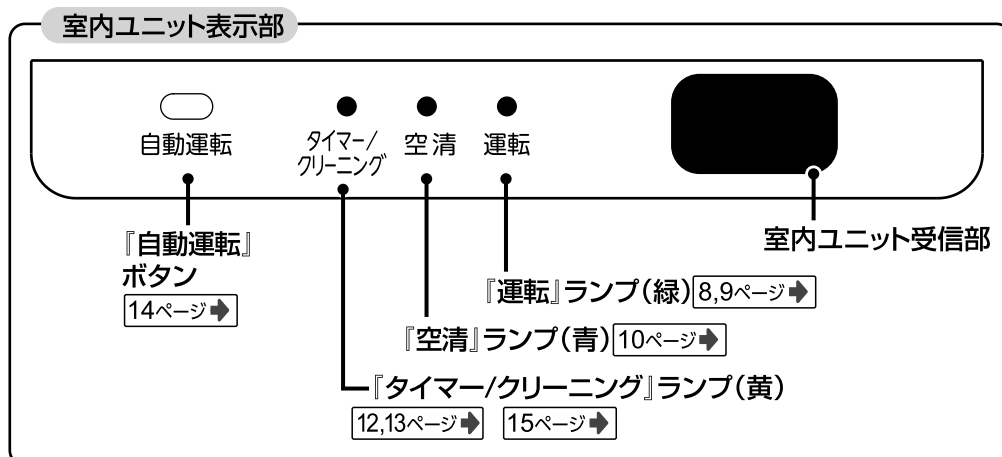 室内ユニット表示部
自動運転
タイマー/
クリーニング
空清
運転
『自動運転』
ボタン
14ページ
室内ユニット受信部
『運転』ランプ(緑) 8,9ページ
『空清』ランプ(青) 10ページ
『タイマー/クリーニング』ランプ(黄)
12,13ページ 15ページ